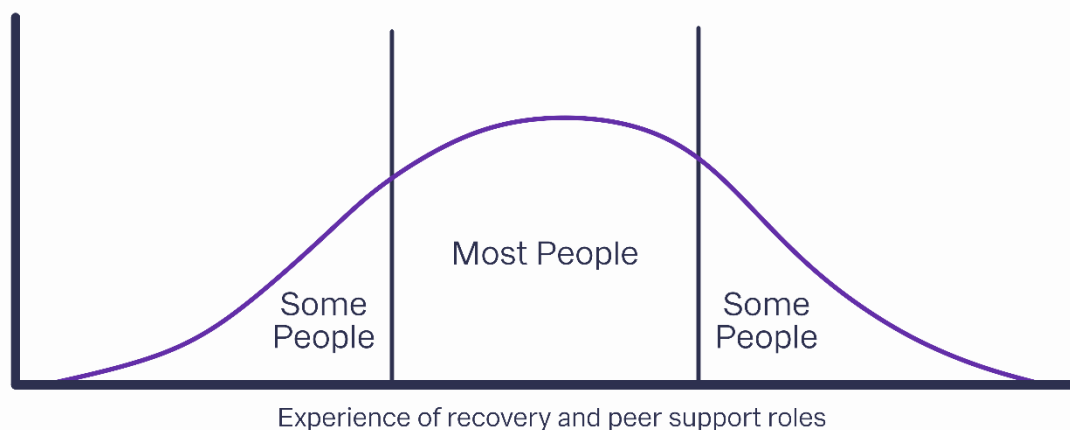 Most People
Some
People
Some
People
Experience of recovery and peer support roles